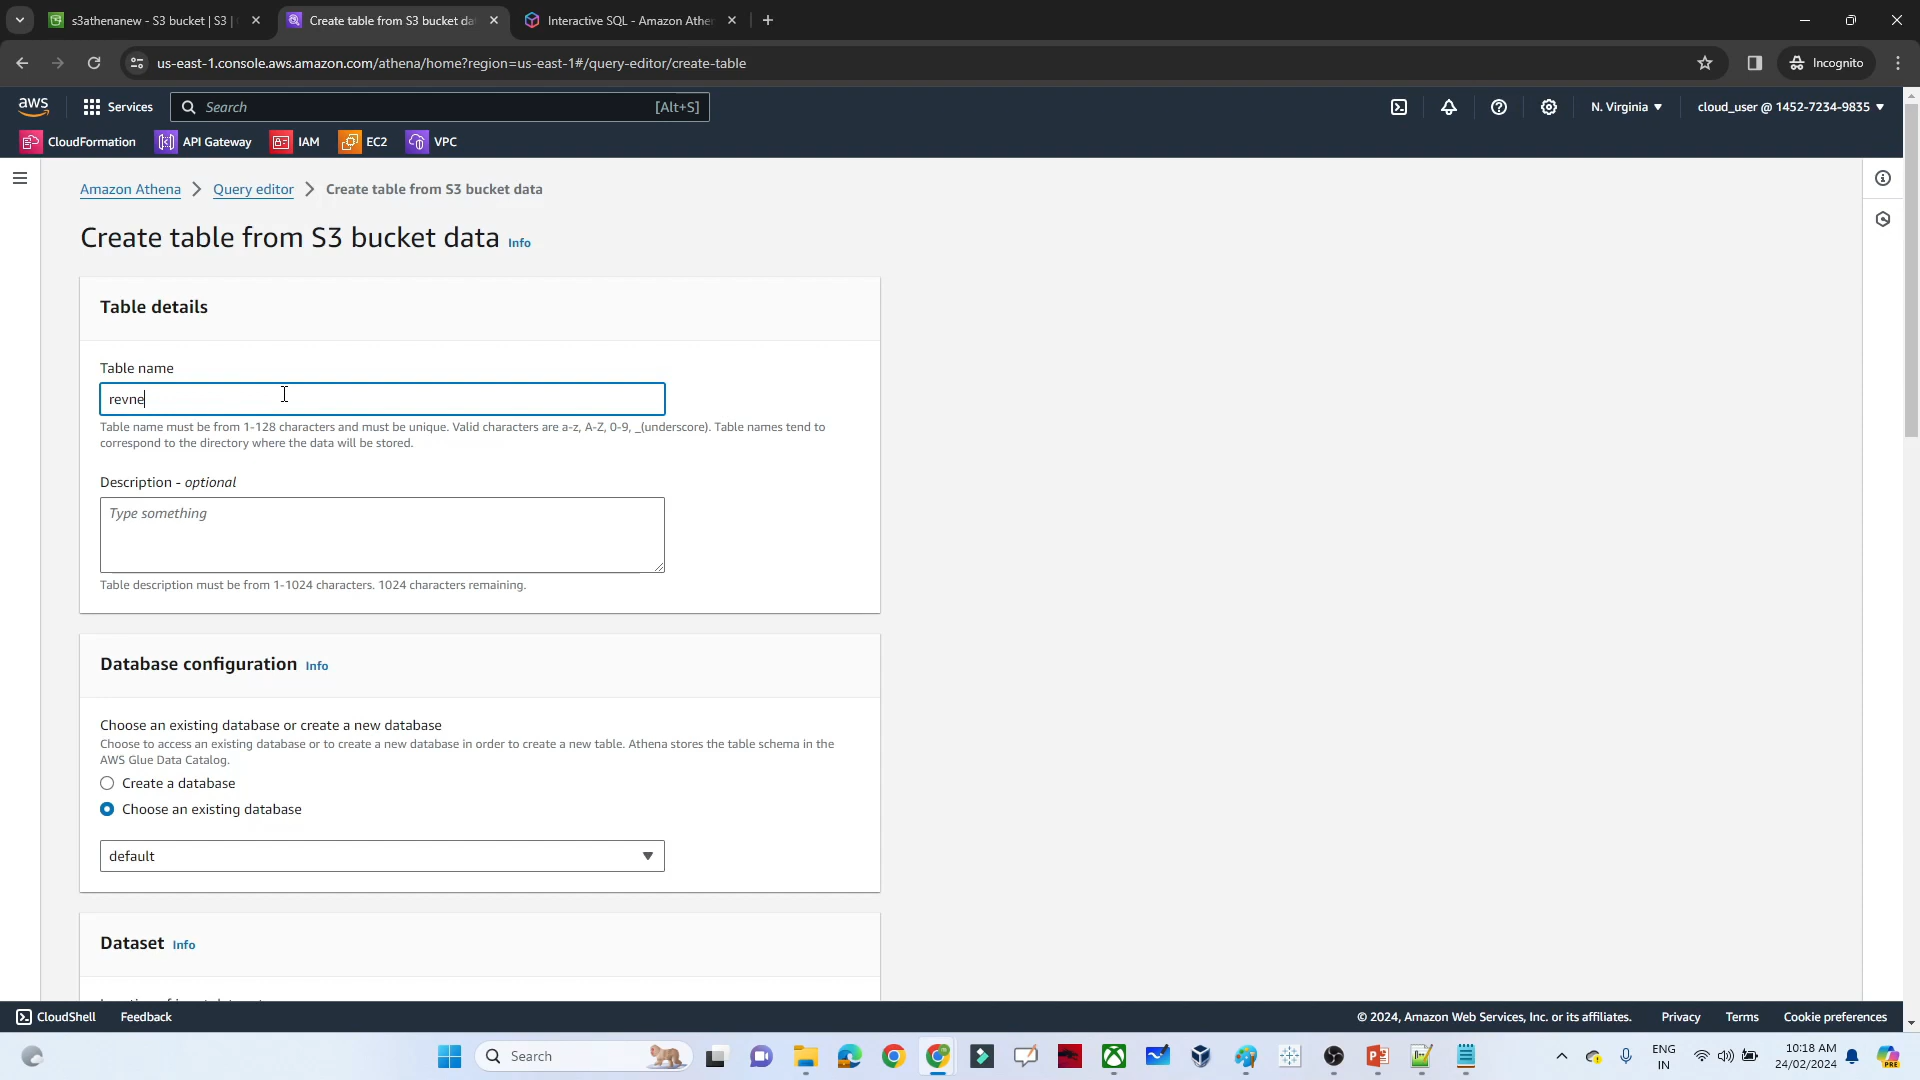 s3athenanew - S3 bucket | S3 |
Create table from S3 bucket da
Interactive SQL - Amazon Athe
us-east-1.console.aws.amazon.com/athena/home?region=us-east-1#/query-editor/create-table
Incognito
aws
Services
Search
[Alt+S]
N. Virginia
cloud_user @ 1452-7234-9835
CloudFormation
API Gateway
IAM
EC2
VPC
Amazon Athena
Query editor
Create table from S3 bucket data
Create table from S3 bucket data Info
Table details
Table name
revne
Table name must be from 1-128 characters and must be unique. Valid characters are a-z, A-Z, 0-9, _(underscore). Table names tend to
correspond to the directory where the data will be stored.
Description - optional
Type something
Table description must be from 1-1024 characters. 1024 characters remaining.
Database configuration Info
Choose an existing database or create a new database
Choose to access an existing database or to create a new database in order to create a new table. Athena stores the table schema in the
AWS Glue Data Catalog.
Create a database
Choose an existing database
default
Dataset Info
CloudShell
Feedback
© 2024, Amazon Web Services, Inc. or its affiliates.
Privacy
Terms
Cookie preferences
Search
ENG
IN
10:18 AM
24/02/2024
PRE